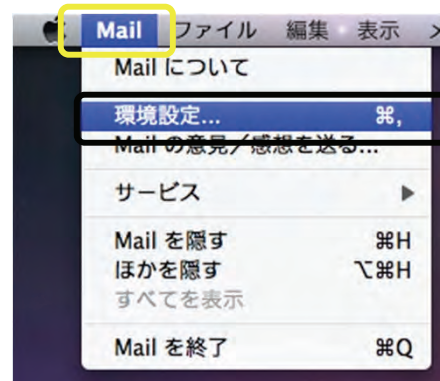 Mail ファイル 編集 表示
Mail について
環境設定... ⌘,
Mail の意見／感想を送る...
サービス ▶
Mail を隠す ⌘H
ほかを隠す ⌥⌘H
すべてを表示
Mail を終了 ⌘Q